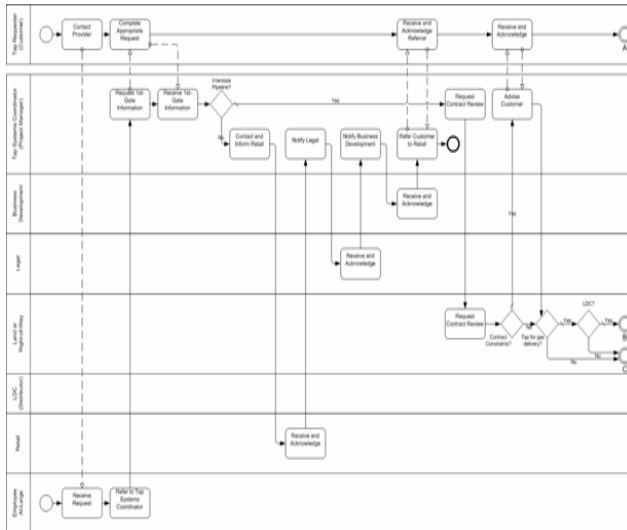 Tap Requester
(Customer)
Contact
Provider
Complete
Appropriate
Request
Receive and
Acknowledge
Referral
Receive and
Acknowledge
A
Tap Systems Coordinator
(Project Manager)
Request 1st-
Gate
Information
Receive 1st-
Gate
Information
Interstate
Pipeline?
Yes
No
Contact and
Inform Retail
Notify Legal
Notify Business
Development
Refer Customer
to Retail
Request
Contract Review
Advise
Customer
Business
Development
Receive and
Acknowledge
Yes
Legal
Receive and
Acknowledge
Land or
Right-of-Way
Request
Contract Review
Contract
Constraints?
No
Tap for gas
delivery?
Yes
LDC?
Yes
B
No
No
C
LDC
(Distributor)
Retail
Receive and
Acknowledge
Employee
At-Large
Receive
Request
Refer to Tap
Systems
Coordinator